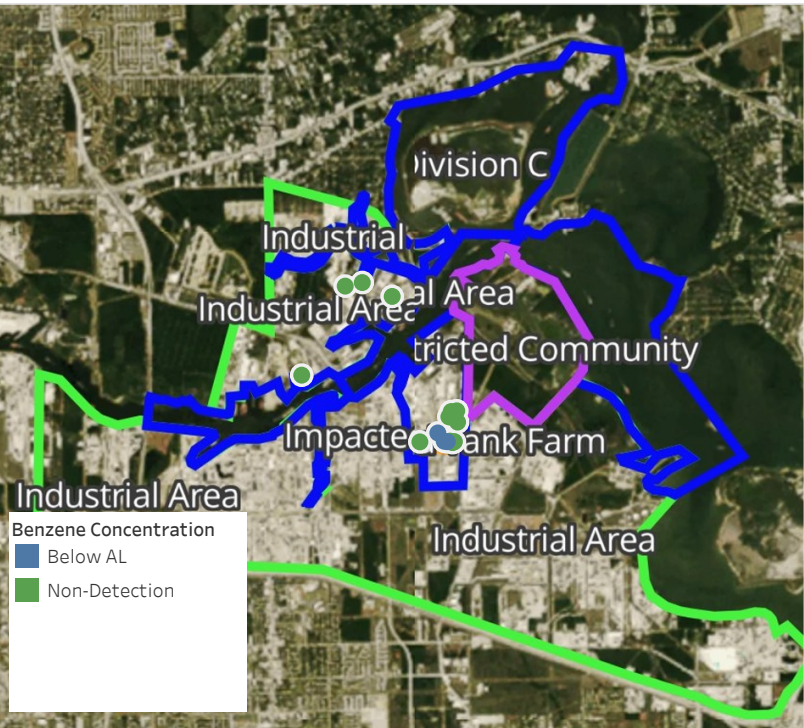 Division C
Industrial
al Area
Industrial Area
tricted Community
Impacte
ank Farm
Industrial Area
Industrial Area
Benzene Concentration
Below AL
Non-Detection